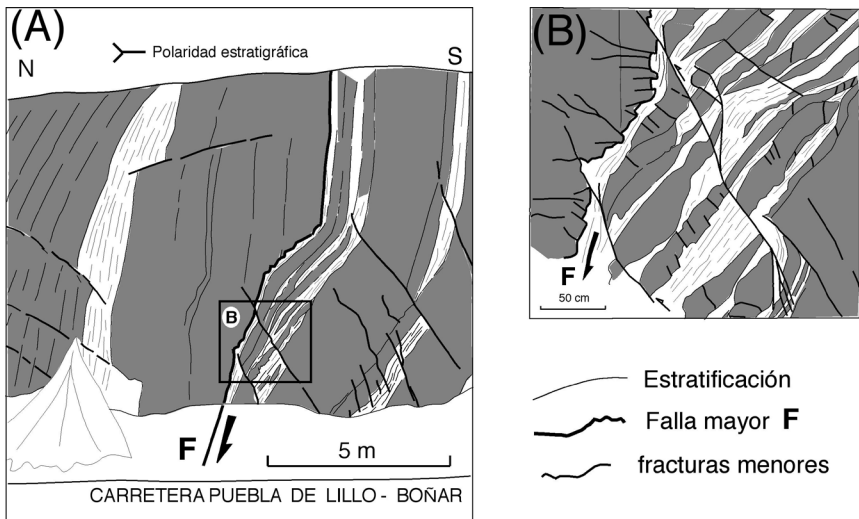 (A)
Polaridad estratigráfica
N
S
B
F
5 m
CARRETERA PUEBLA DE LILLO - BOÑAR
(B)
F
50 cm
Estratificación
Falla mayor F
fracturas menores